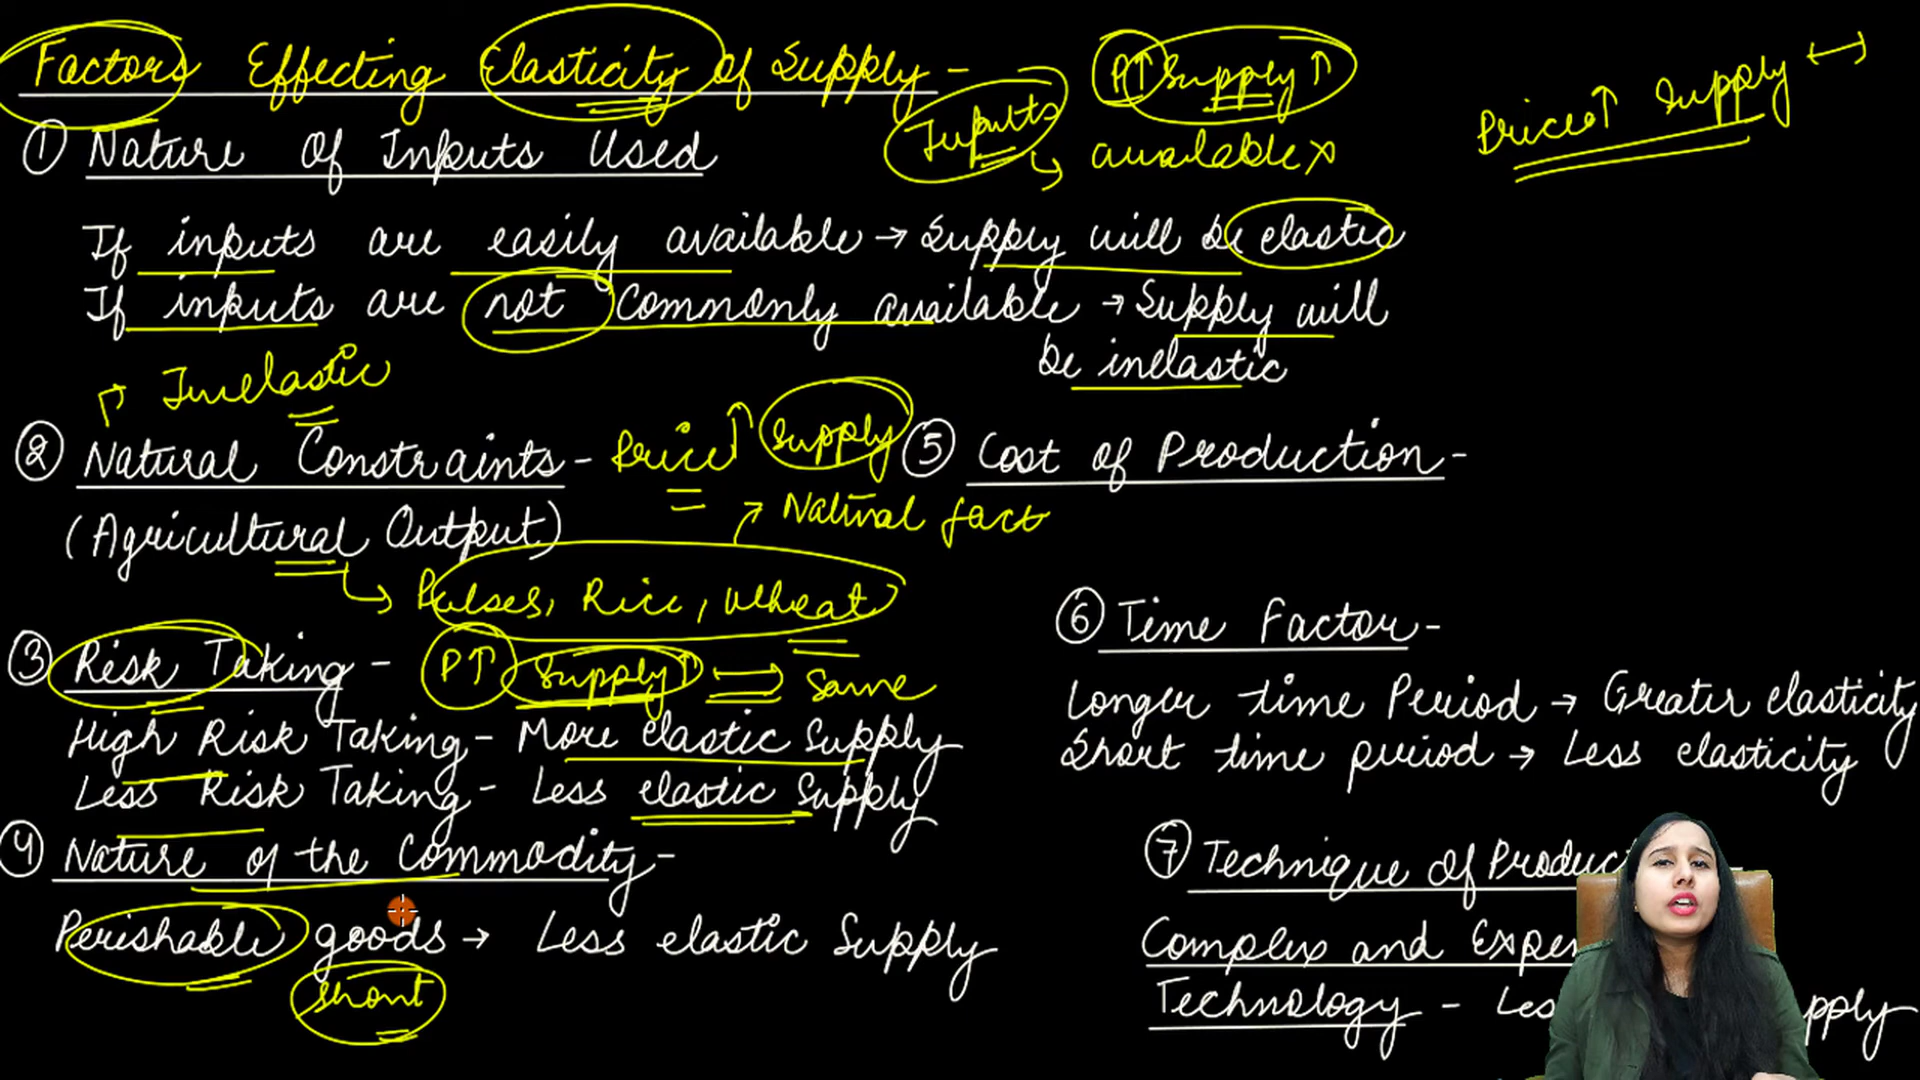 Factors Effecting Elasticity of Supply -
P↑ Supply ↑
Prices↑ Supply ↔
Inputs
↳ available ×
① Nature Of Inputs Used
If inputs are easily available → Supply will be elastic
If inputs are not commonly available → Supply will
be inelastic
↱ Inelastic
② Natural Constraints -
Price↑ Supply
↗ Natural fact
(Agricultural Output)
↳ Pulses, Rice, Wheat
③ Risk Taking -
P↑ Supply↑ ↔ Same
High Risk Taking - More elastic Supply
Less Risk Taking - Less elastic Supply
④ Nature of the Commodity -
Perishable goods → Less elastic Supply
short
⑤ Cost of Production -
⑥ Time Factor -
Longer time Period → Greater elasticity
Short time period → Less elasticity
⑦ Technique Of Produc
Complex and Expen
Technology - Les pply